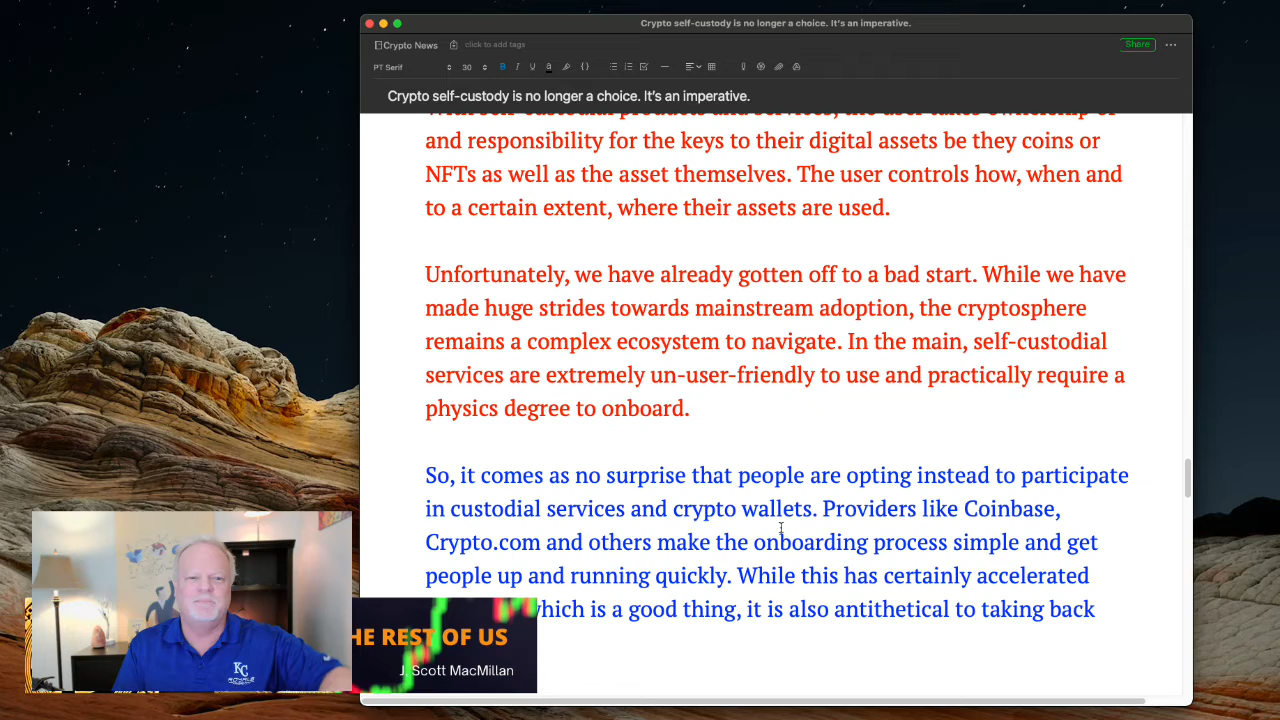 Crypto self-custody is no longer a choice. It's an imperative.
Crypto News
click to add tags
Share
PT Serif
30
B
I
U
a
Crypto self-custody is no longer a choice. It's an imperative.
and responsibility for the keys to their digital assets be they coins or
NFTs as well as the asset themselves. The user controls how, when and
to a certain extent, where their assets are used.
Unfortunately, we have already gotten off to a bad start. While we have
made huge strides towards mainstream adoption, the cryptosphere
remains a complex ecosystem to navigate. In the main, self-custodial
services are extremely un-user-friendly to use and practically require a
physics degree to onboard.
So, it comes as no surprise that people are opting instead to participate
in custodial services and crypto wallets. Providers like Coinbase,
Crypto.com and others make the onboarding process simple and get
people up and running quickly. While this has certainly accelerated
which is a good thing, it is also antithetical to taking back
HE REST OF US
J. Scott MacMillan
KC
ROYALS